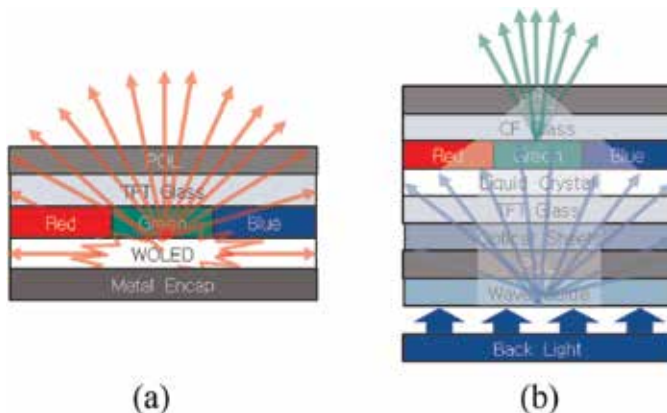 POL
TFT Glass
Red Green Blue
WOLED
Metal Encap
(a)
CF Glass
Red Green Blue
Liquid Crystal
TFT Glass
Optical Sheet
Wave Guide
Back Light
(b)